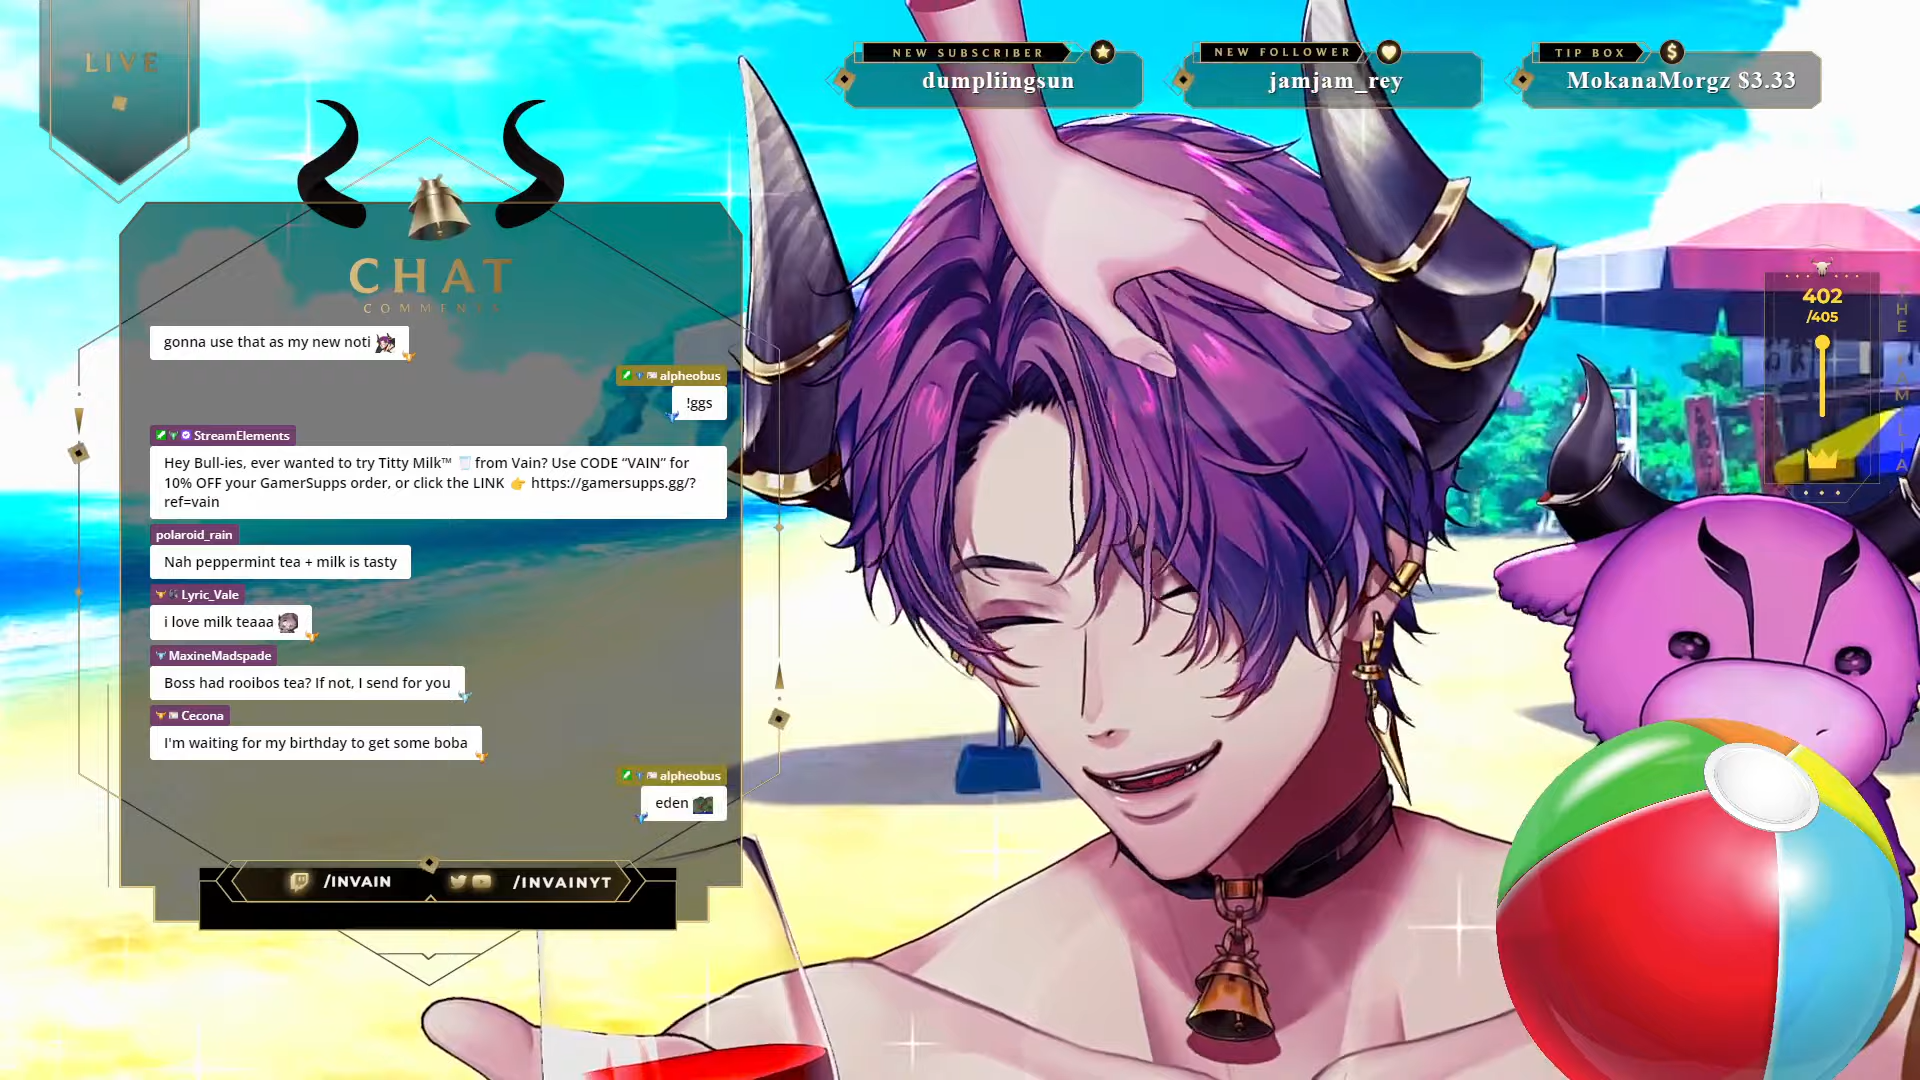 LIVE
NEW SUBSCRIBER
dumpliingsun
NEW FOLLOWER
jamjam_rey
TIP BOX
$
MokanaMorgz $3.33
CHAT
COMMENTS
gonna use that as my new noti
alpheobus
!ggs
StreamElements
Hey Bull-ies, ever wanted to try Titty Milk™ 🥛 from Vain? Use CODE “VAIN” for
10% OFF your GamerSupps order, or click the LINK 👉 https://gamersupps.gg/?
ref=vain
polaroid_rain
Nah peppermint tea + milk is tasty
Lyric_Vale
i love milk teaaa
MaxineMadspade
Boss had rooibos tea? If not, I send for you
Cecona
I'm waiting for my birthday to get some boba
alpheobus
eden
/INVAIN
/INVAINYT
402
/405
THE FAMILIA